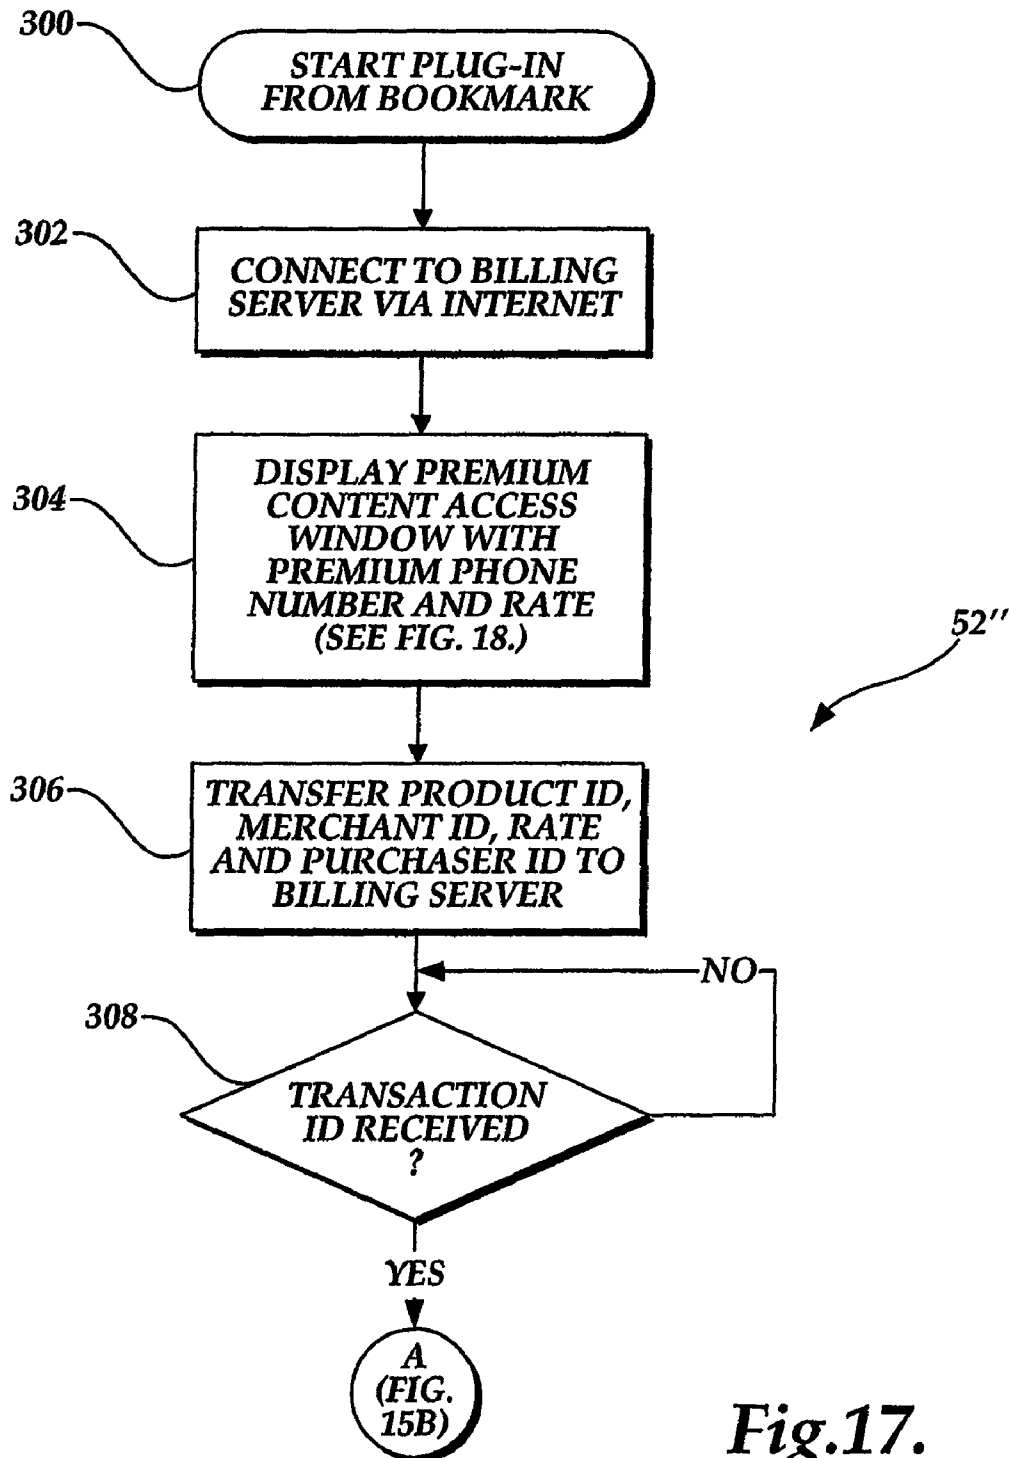 300
START PLUG-IN
FROM BOOKMARK
302
CONNECT TO BILLING
SERVER VIA INTERNET
304
DISPLAY PREMIUM
CONTENT ACCESS
WINDOW WITH
PREMIUM PHONE
NUMBER AND RATE
(SEE FIG. 18.)
52″
306
TRANSFER PRODUCT ID,
MERCHANT ID, RATE
AND PURCHASER ID TO
BILLING SERVER
NO
308
TRANSACTION
ID RECEIVED
?
YES
A
(FIG.
15B)
Fig.17.